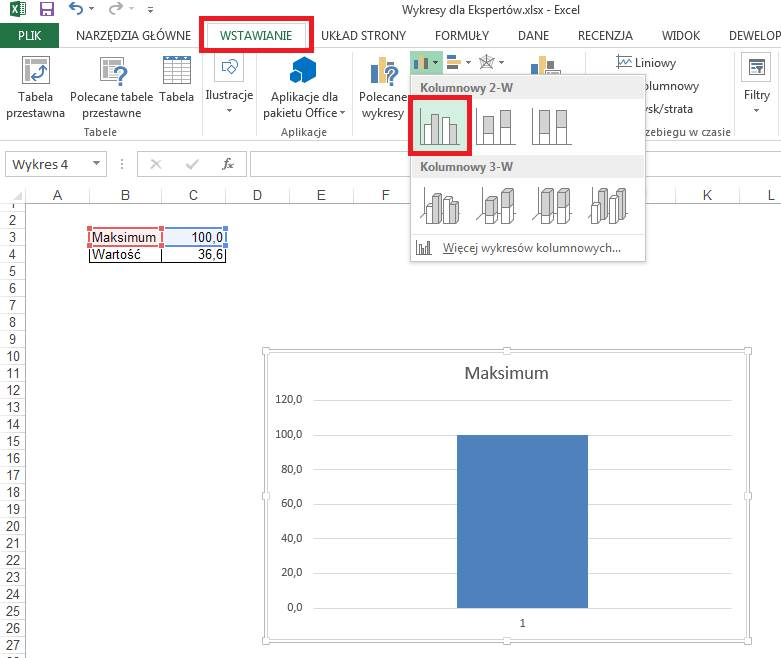 Wykresy dla Ekspertów.xlsx - Excel
PLIK NARZĘDZIA GŁÓWNE WSTAWIANIE UKŁAD STRONY FORMUŁY DANE RECENZJA WIDOK DEWELOP
Tabela przestawna
Polecane tabele przestawne
Tabela
Tabele
Ilustracje
Aplikacje dla pakietu Office
Aplikacje
Polecane wykresy
Liniowy
olumnowy
ysk/strata
zebiegu w czasie
Filtry
Kolumnowy 2-W
Kolumnowy 3-W
Więcej wykresów kolumnowych...
Wykres 4
fx
A B C D E F K L
1
2
3 Maksimum 100,0
4 Wartość 36,6
5
6
7
8
9
10
11
12
13
14
15
16
17
18
19
20
21
22
23
24
25
26
27
Maksimum
120,0
100,0
80,0
60,0
40,0
20,0
0,0
1